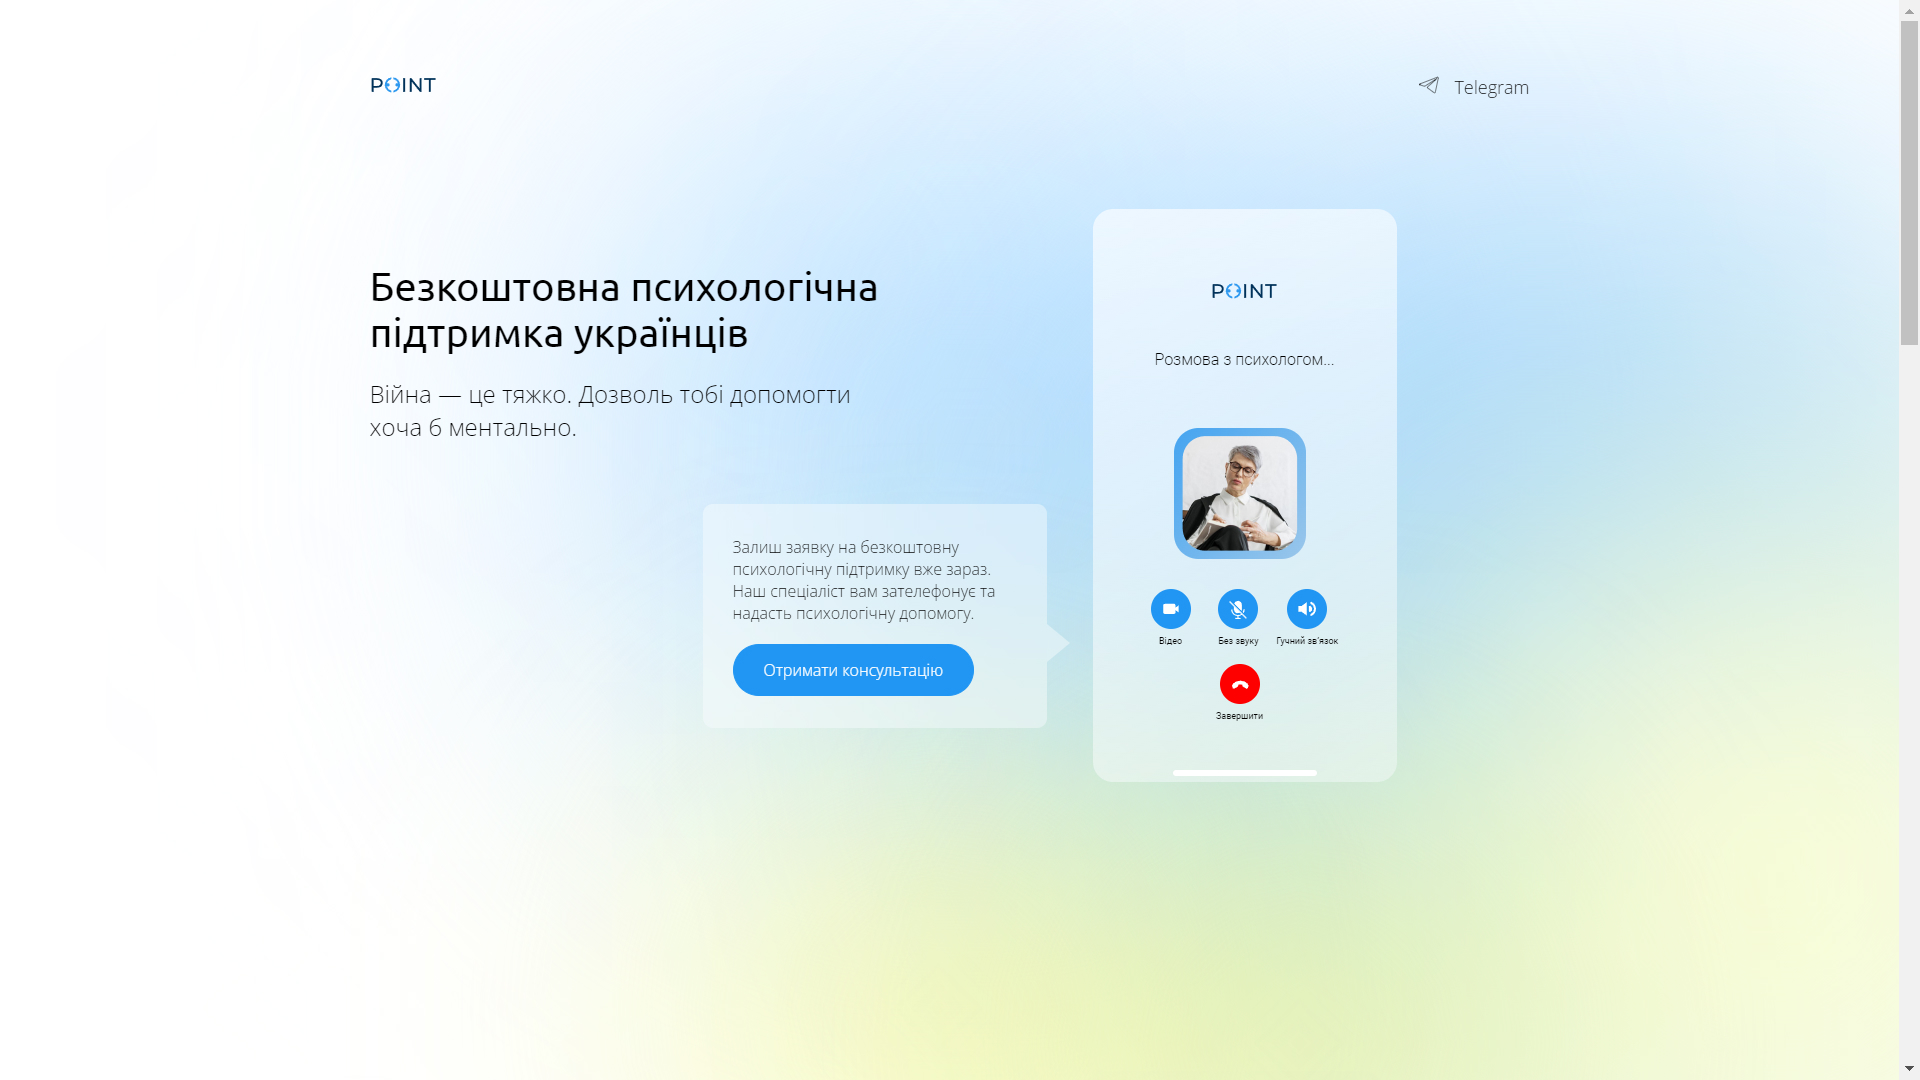 POINT
Telegram
Безкоштовна психологічна
підтримка українців
Війна — це тяжко. Дозволь тобі допомогти
хоча б ментально.
Залиш заявку на безкоштовну
психологічну підтримку вже зараз.
Наш спеціаліст вам зателефонує та
надасть психологічну допомогу.
Отримати консультацію
POINT
Розмова з психологом...
Відео
Без звуку
Гучний зв'язок
Завершити